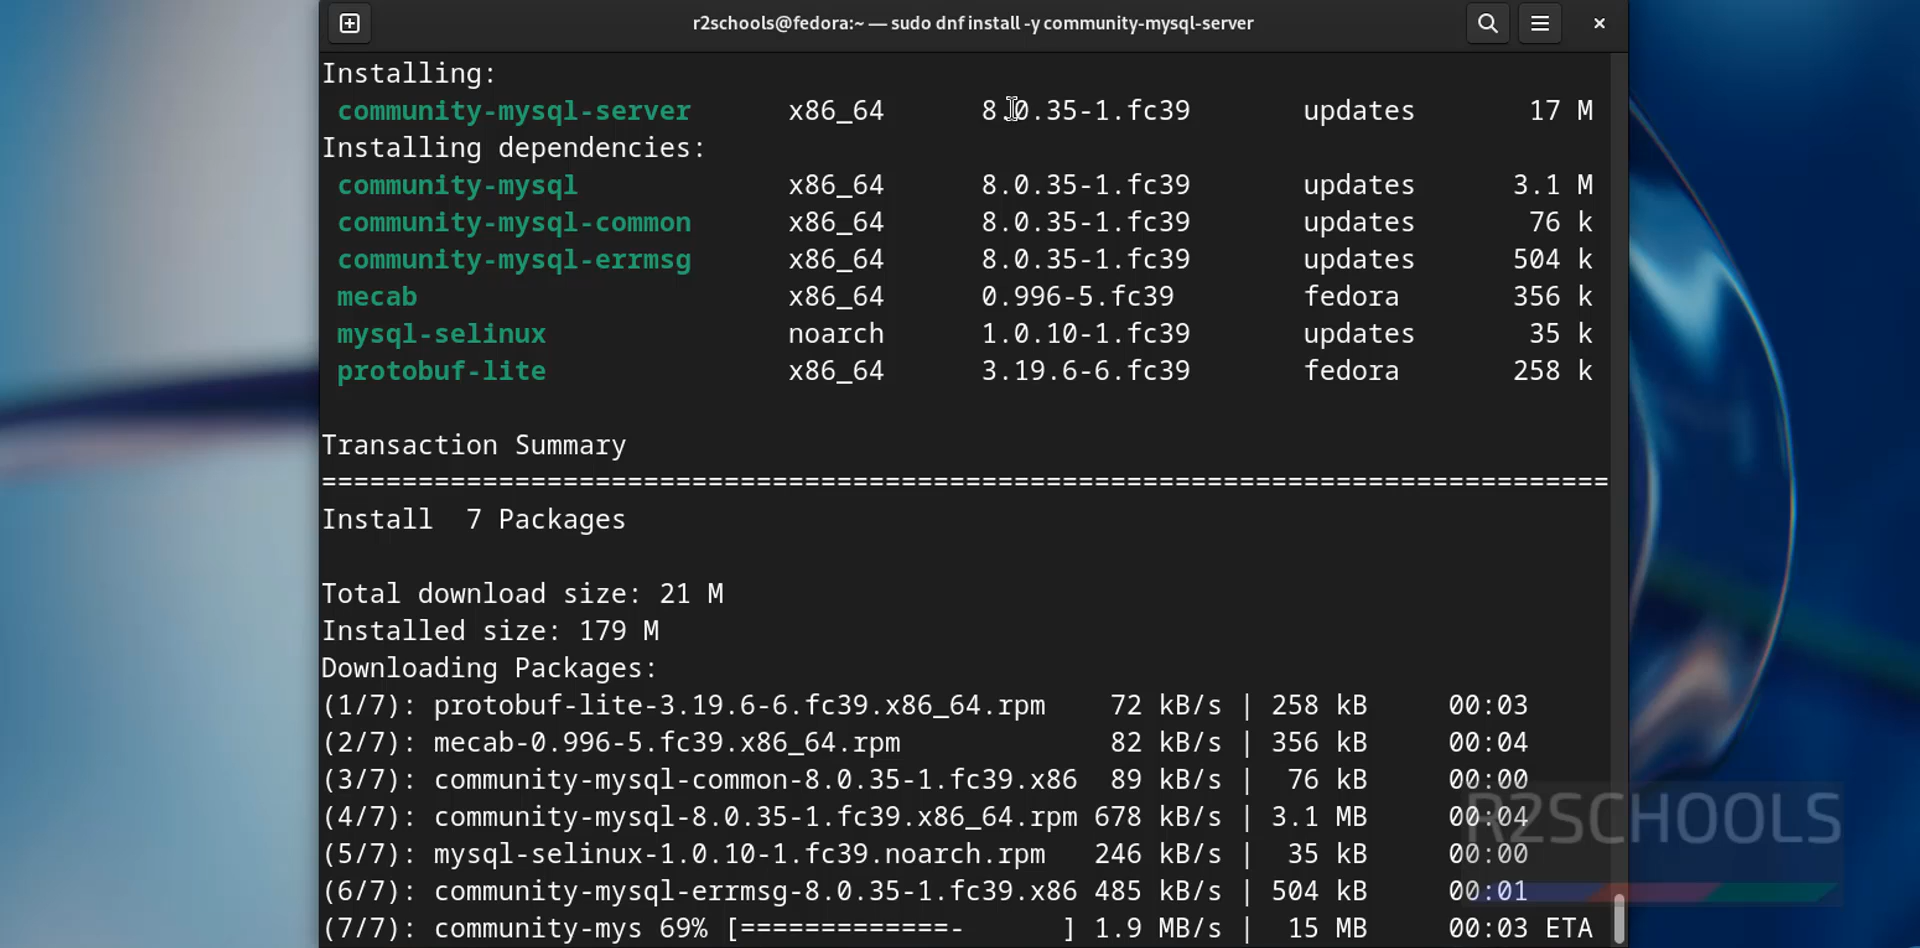 r2schools@fedora:~ — sudo dnf install -y community-mysql-server
Installing:
community-mysql-server x86_64 8.0.35-1.fc39 updates 17 M
Installing dependencies:
community-mysql x86_64 8.0.35-1.fc39 updates 3.1 M
community-mysql-common x86_64 8.0.35-1.fc39 updates 76 k
community-mysql-errmsg x86_64 8.0.35-1.fc39 updates 504 k
mecab x86_64 0.996-5.fc39 fedora 356 k
mysql-selinux noarch 1.0.10-1.fc39 updates 35 k
protobuf-lite x86_64 3.19.6-6.fc39 fedora 258 k
Transaction Summary
================================================================================
Install 7 Packages
Total download size: 21 M
Installed size: 179 M
Downloading Packages:
(1/7): protobuf-lite-3.19.6-6.fc39.x86_64.rpm 72 kB/s | 258 kB 00:03
(2/7): mecab-0.996-5.fc39.x86_64.rpm 82 kB/s | 356 kB 00:04
(3/7): community-mysql-common-8.0.35-1.fc39.x86 89 kB/s | 76 kB 00:00
(4/7): community-mysql-8.0.35-1.fc39.x86_64.rpm 678 kB/s | 3.1 MB 00:04
(5/7): mysql-selinux-1.0.10-1.fc39.noarch.rpm 246 kB/s | 35 kB 00:00
(6/7): community-mysql-errmsg-8.0.35-1.fc39.x86 485 kB/s | 504 kB 00:01
(7/7): community-mys 69% [=============- ] 1.9 MB/s | 15 MB 00:03 ETA
R2SCHOOLS